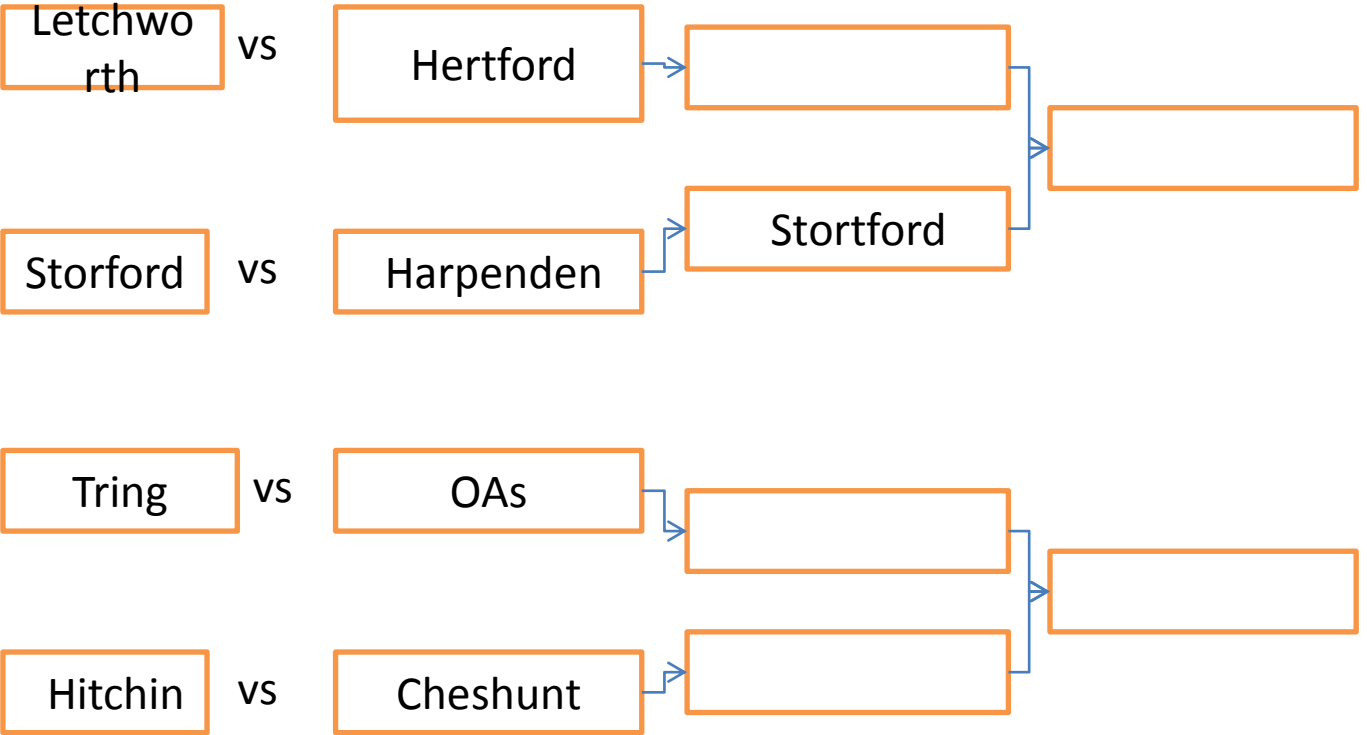 Letchwo
rth
vs
Hertford
Stortford
Storford
vs
Harpenden
Tring
vs
OAs
Hitchin
vs
Cheshunt